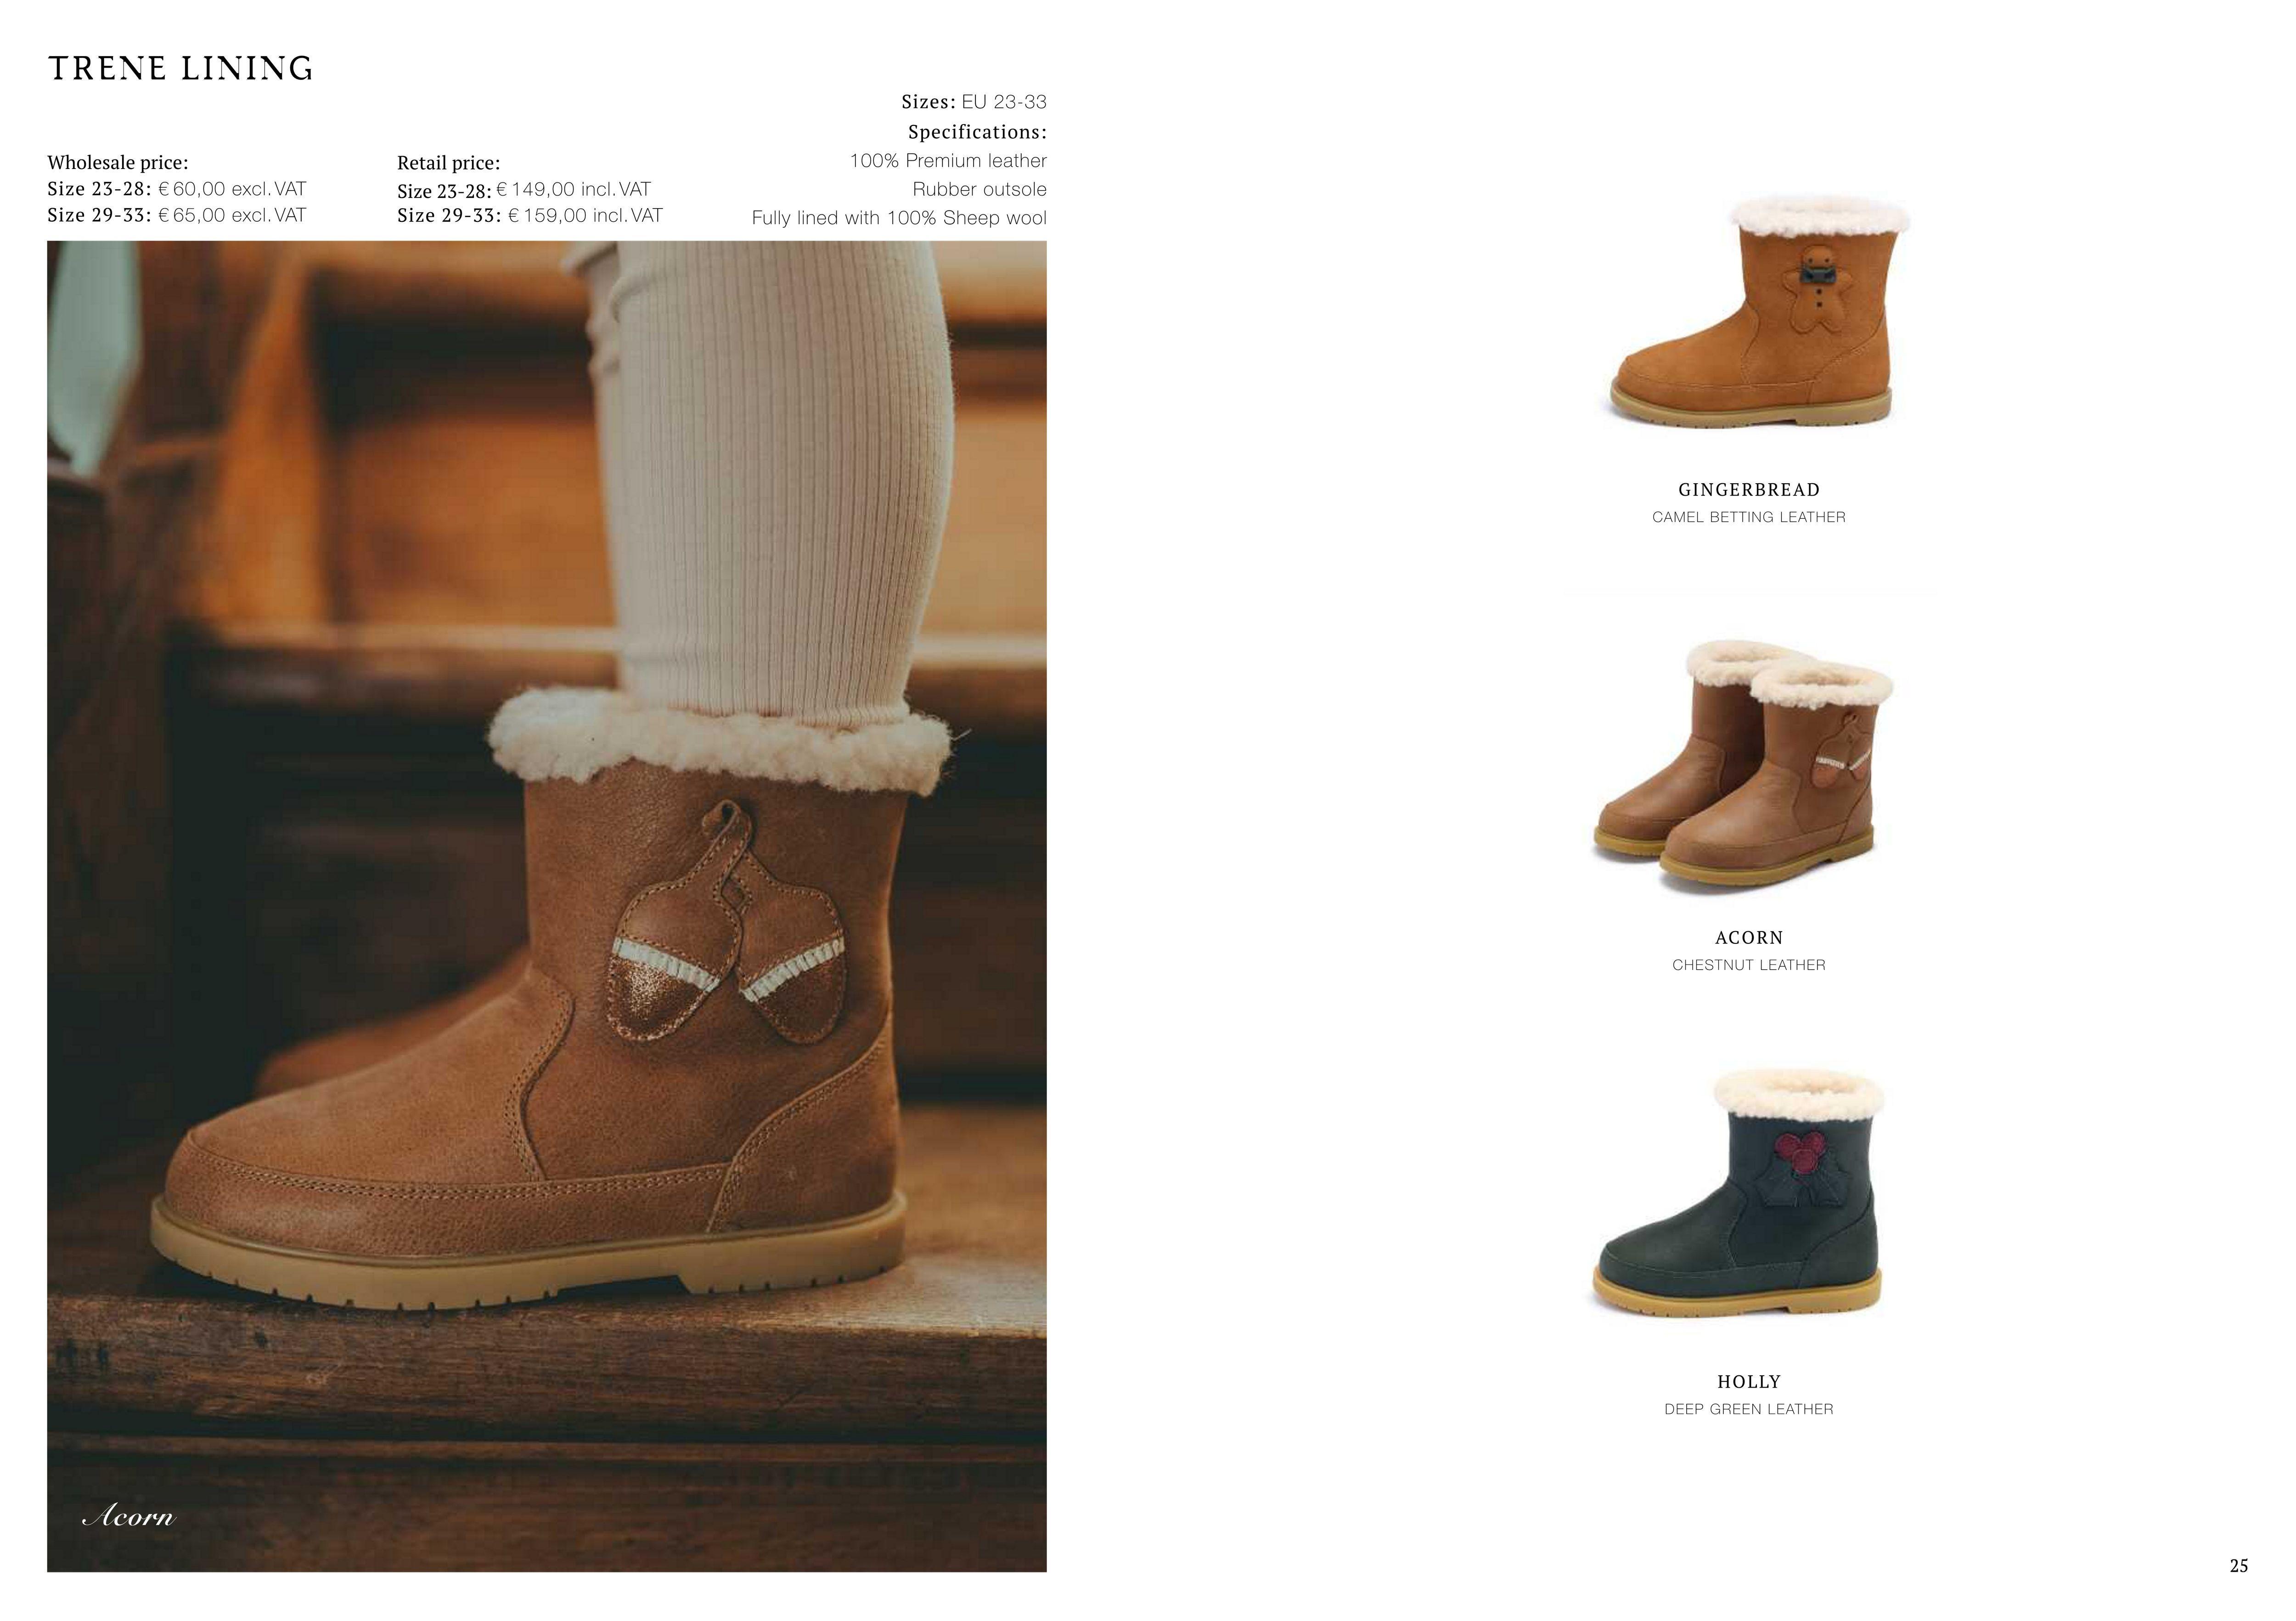 TRENE LINING
Wholesale price:
Size 23-28: € 60,00 excl. VAT
Size 29-33: € 65,00 excl. VAT
Retail price:
Size 23-28: € 149,00 incl. VAT
Size 29-33: € 159,00 incl. VAT
Sizes: EU 23-33
Specifications:
100% Premium leather
Rubber outsole
Fully lined with 100% Sheep wool
Acorn
GINGERBREAD
CAMEL BETTING LEATHER
ACORN
CHESTNUT LEATHER
HOLLY
DEEP GREEN LEATHER
25